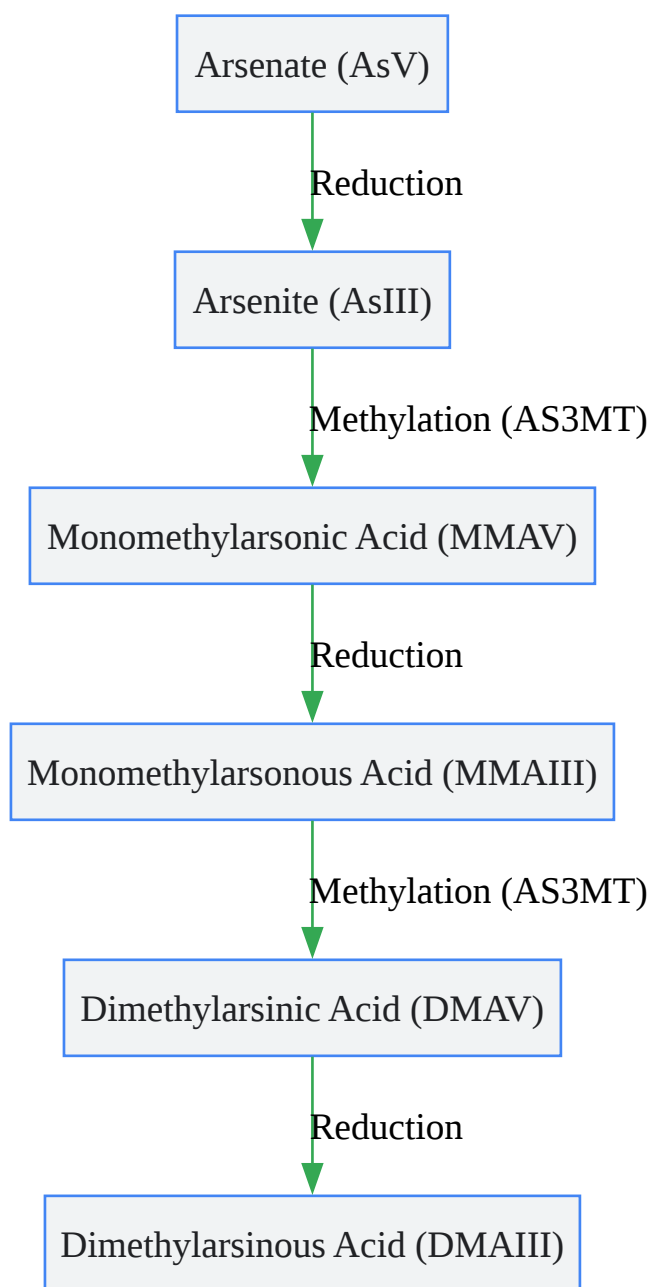 Arsenate (AsV)
Reduction
Arsenite (AsIII)
Methylation (AS3MT)
Monomethylarsonic Acid (MMAV)
Reduction
Monomethylarsonous Acid (MMAIII)
Methylation (AS3MT)
Dimethylarsinic Acid (DMAV)
Reduction
Dimethylarsinous Acid (DMAIII)